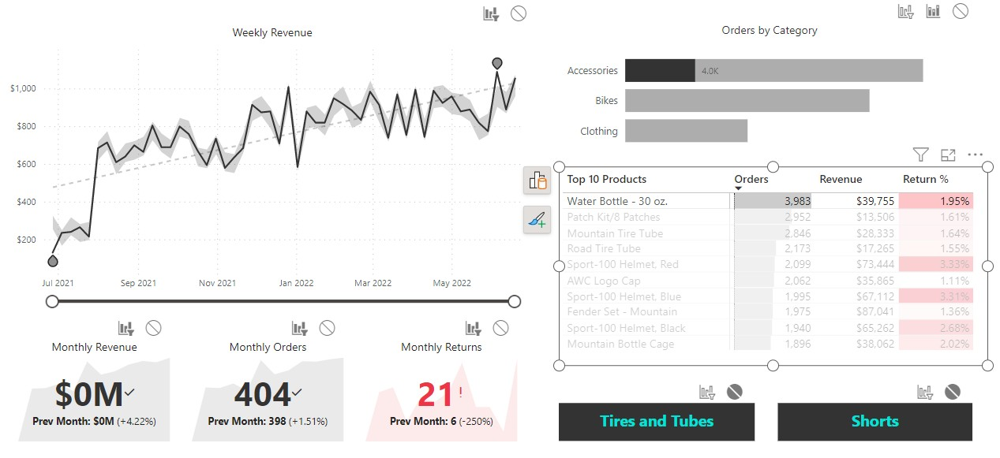 Weekly Revenue
$1,000
$800
$600
$400
$200
Jul 2021 Sep 2021 Nov 2021 Jan 2022 Mar 2022 May 2022
Monthly Revenue
$0M
Prev Month: $0M (+4.22%)
Monthly Orders
404
Prev Month: 398 (+1.51%)
Monthly Returns
21!
Prev Month: 6 (-250%)
Orders by Category
Accessories 4.0K
Bikes
Clothing
Top 10 Products Orders Revenue Return %
Water Bottle - 30 oz. 3,983 $39,755 1.95%
Patch Kit/8 Patches 2,952 $13,506 1.61%
Mountain Tire Tube 2,846 $28,333 1.64%
Road Tire Tube 2,173 $17,265 1.55%
Sport-100 Helmet, Red 2,099 $73,444 3.33%
AWC Logo Cap 2,062 $35,865 1.11%
Sport-100 Helmet, Blue 1,995 $67,112 3.31%
Fender Set - Mountain 1,975 $87,041 1.36%
Sport-100 Helmet, Black 1,940 $65,262 2.68%
Mountain Bottle Cage 1,896 $38,062 2.02%
Tires and Tubes
Shorts